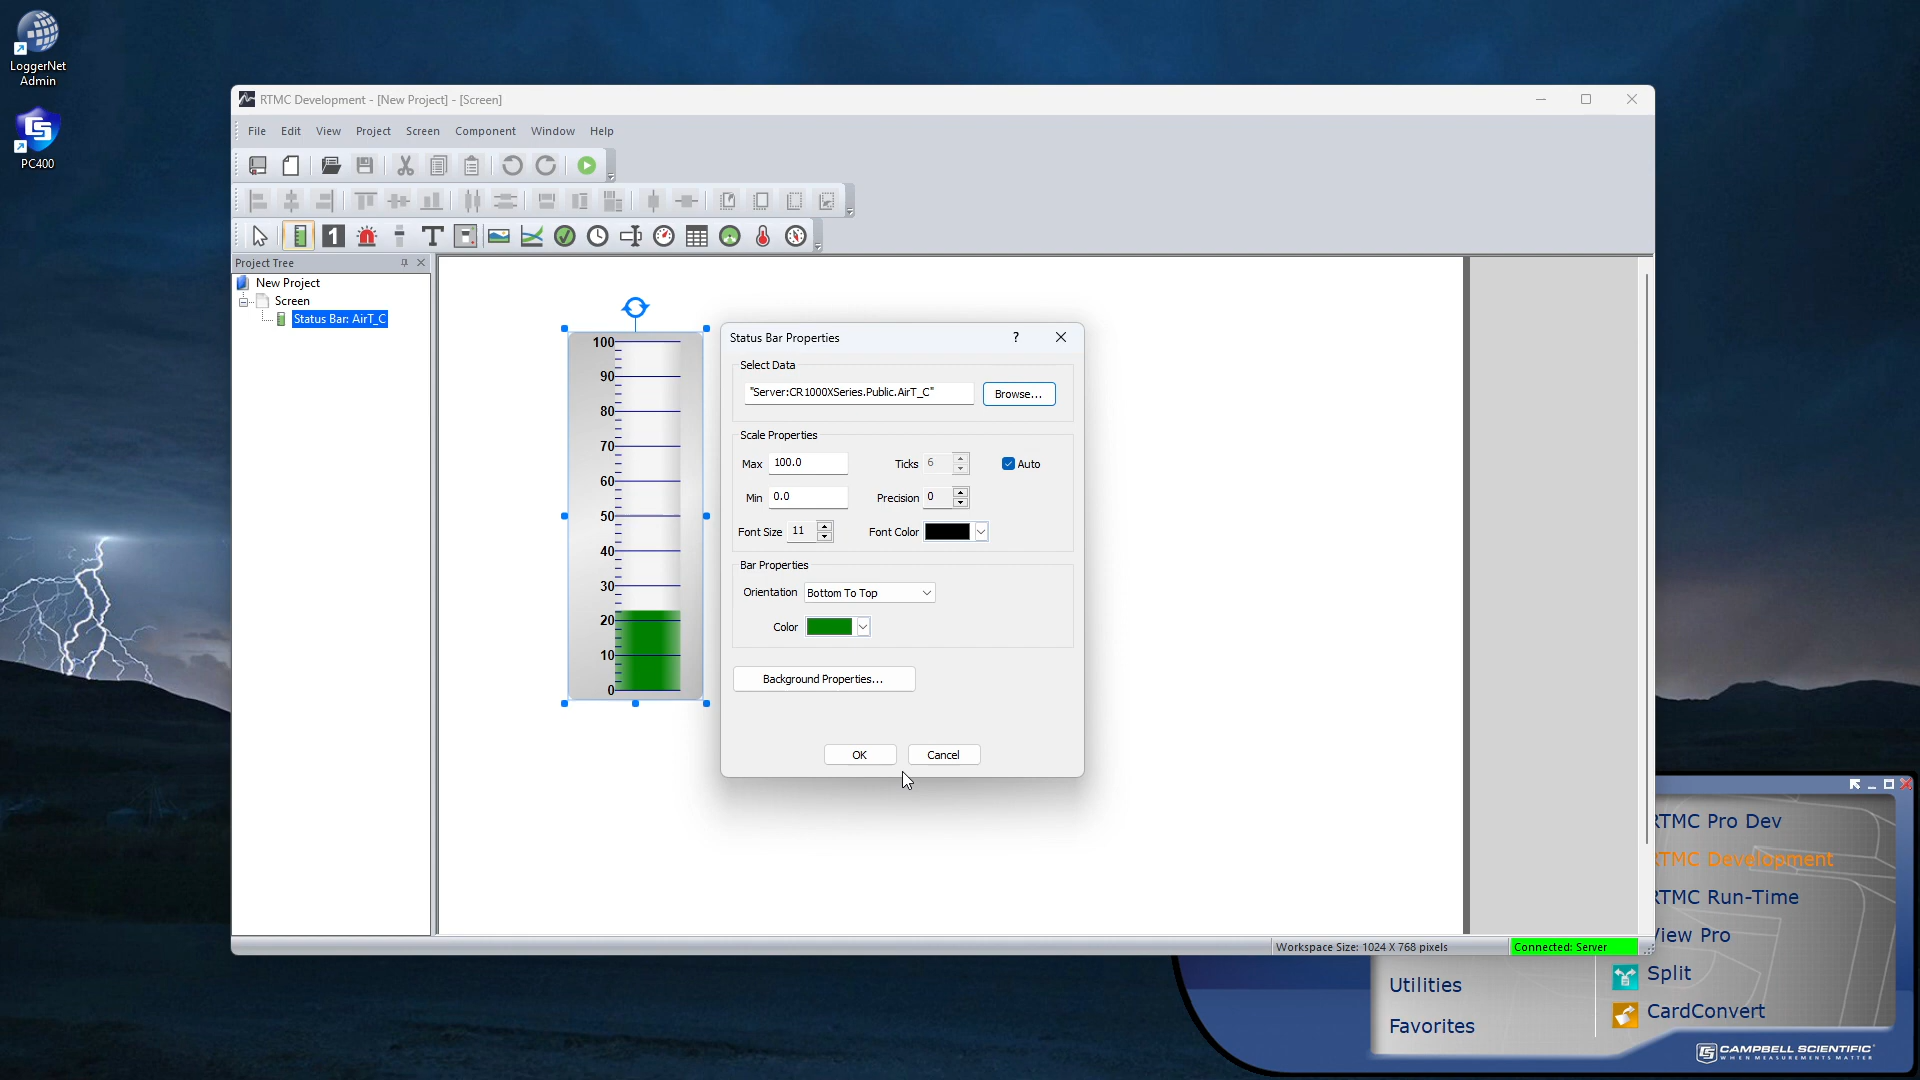 LoggerNet
Admin
PC400
RTMC Development - [New Project] - [Screen]
File Edit View Project Screen Component Window Help
1 T
Project Tree
New Project
Screen
Status Bar: AirT_C
100
90
80
70
60
50
40
30
20
10
0
Status Bar Properties ?
Select Data
"Server:CR1000XSeries.Public.AirT_C" Browse...
Scale Properties
Max 100.0 Ticks 6 Auto
Min 0.0 Precision 0
Font Size 11 Font Color
Bar Properties
Orientation Bottom To Top
Color
Background Properties...
OK Cancel
Workspace Size: 1024 X 768 pixels Connected: Server
RTMC Pro Dev
RTMC Development
RTMC Run-Time
View Pro
Split
CardConvert
Utilities
Favorites
CAMPBELL SCIENTIFIC
WHEN MEASUREMENTS MATTER